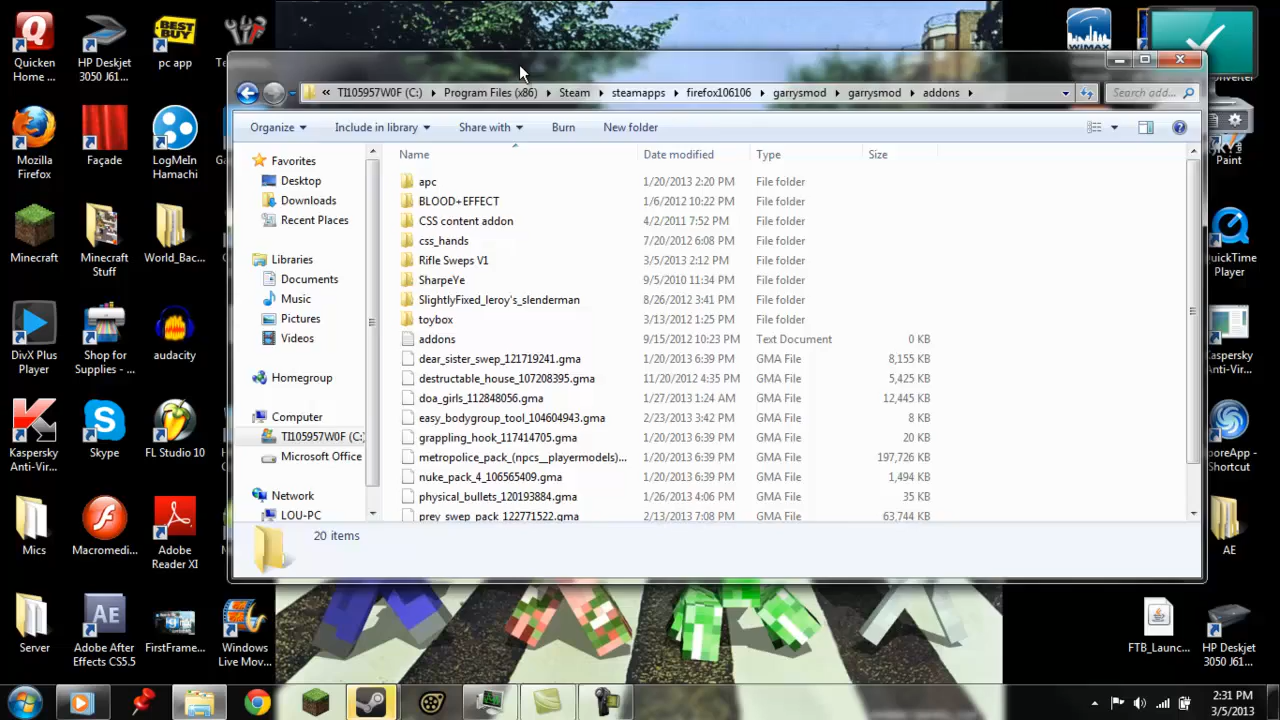 Quicken Home ...
HP Deskjet 3050 J61...
BEST BUY
pc app
WiMAX
Mozilla Firefox
Façade
LogMeIn Hamachi
Paint
Minecraft
Minecraft Stuff
World_Bac...
QuickTime Player
DivX Plus Player
Shop for Supplies - ...
audacity
Kaspersky Anti-Vir...
Kaspersky Anti-Vir...
Skype
FL Studio 10
Shortcut
Mics
Macromedi...
Adobe Reader XI
AE
Server
Adobe After Effects CS5.5
FirstFrame...
Windows Live Mov...
FTB_Launc...
HP Deskjet 3050 J61...
« TI105957W0F (C:) ▸ Program Files (x86) ▸ Steam ▸ steamapps ▸ firefox106106 ▸ garrysmod ▸ garrysmod ▸ addons ▸
Search add...
Organize
Include in library
Share with
Burn
New folder
Favorites
Desktop
Downloads
Recent Places
Libraries
Documents
Music
Pictures
Videos
Homegroup
Computer
TI105957W0F (C:)
Microsoft Office
Network
LOU-PC
Name Date modified Type Size
apc 1/20/2013 2:20 PM File folder
BLOOD+EFFECT 1/6/2012 10:22 PM File folder
CSS content addon 4/2/2011 7:52 PM File folder
css_hands 7/20/2012 6:08 PM File folder
Rifle Sweps V1 3/5/2013 2:12 PM File folder
SharpeYe 9/5/2010 11:34 PM File folder
SlightlyFixed_leroy's_slenderman 8/26/2012 3:41 PM File folder
toybox 3/13/2012 1:25 PM File folder
addons 9/15/2012 10:23 PM Text Document 0 KB
dear_sister_swep_121719241.gma 1/20/2013 6:39 PM GMA File 8,155 KB
destructable_house_107208395.gma 11/20/2012 4:35 PM GMA File 5,425 KB
doa_girls_112848056.gma 1/27/2013 1:24 AM GMA File 12,445 KB
easy_bodygroup_tool_104604943.gma 2/23/2013 3:42 PM GMA File 8 KB
grappling_hook_117414705.gma 1/20/2013 6:39 PM GMA File 20 KB
metropolice_pack_(npcs__playermodels)... 1/20/2013 6:39 PM GMA File 197,726 KB
nuke_pack_4_106565409.gma 1/20/2013 6:39 PM GMA File 1,494 KB
physical_bullets_120193884.gma 1/26/2013 4:06 PM GMA File 35 KB
prey_swep_pack_122771522.gma 2/13/2013 7:08 PM GMA File 63,744 KB
20 items
2:31 PM
3/5/2013